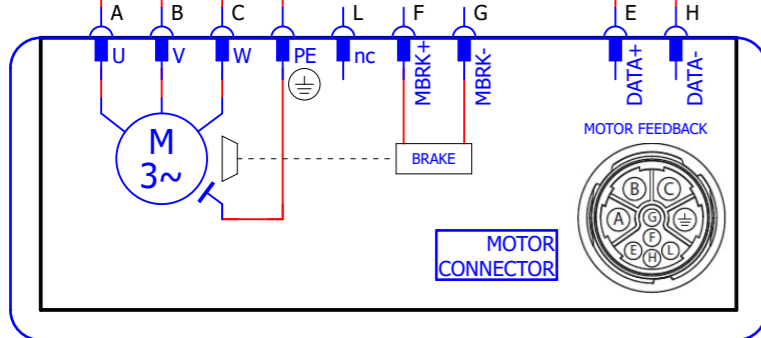 A B C L F G E H
U V W PE nc MBRK+ MBRK- DATA+ DATA-
MOTOR FEEDBACK
M
3~
BRAKE
B C
A G
F
E H L
MOTOR
CONNECTOR